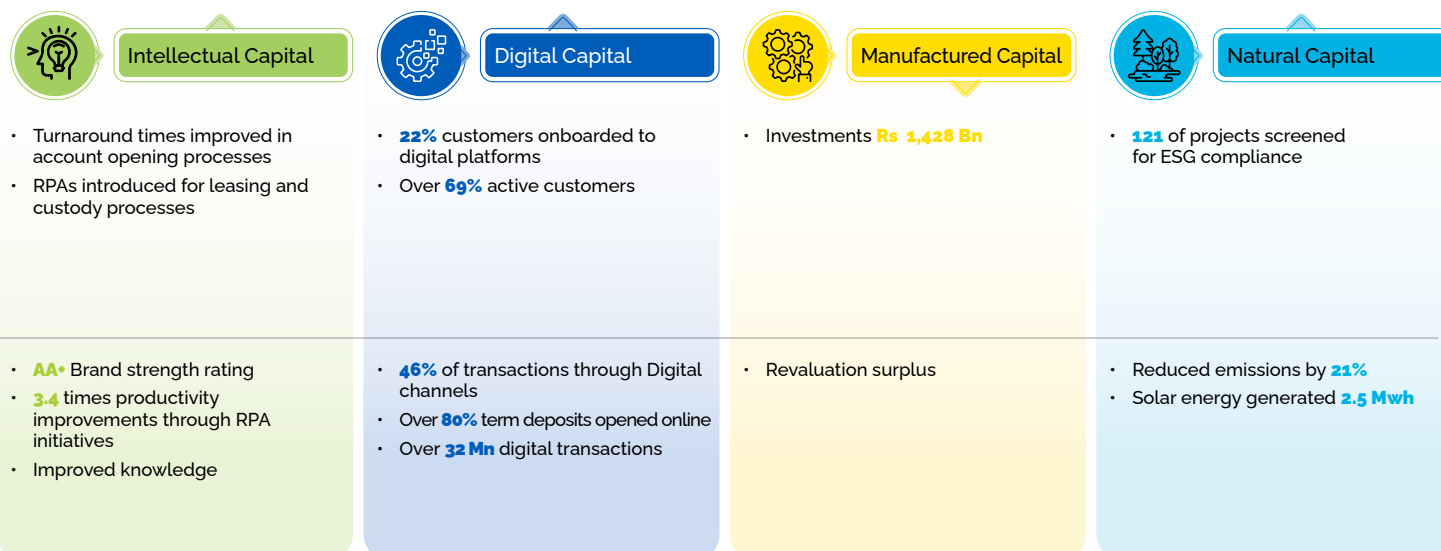 Intellectual Capital
• Turnaround times improved in
account opening processes
• RPAs introduced for leasing and
custody processes
• AA+ Brand strength rating
• 3.4 times productivity
improvements through RPA
initiatives
• Improved knowledge
Digital Capital
• 22% customers onboarded to
digital platforms
• Over 69% active customers
• 46% of transactions through Digital
channels
• Over 80% term deposits opened online
• Over 32 Mn digital transactions
Manufactured Capital
• Investments Rs 1,428 Bn
• Revaluation surplus
Natural Capital
• 121 of projects screened
for ESG compliance
• Reduced emissions by 21%
• Solar energy generated 2.5 Mwh